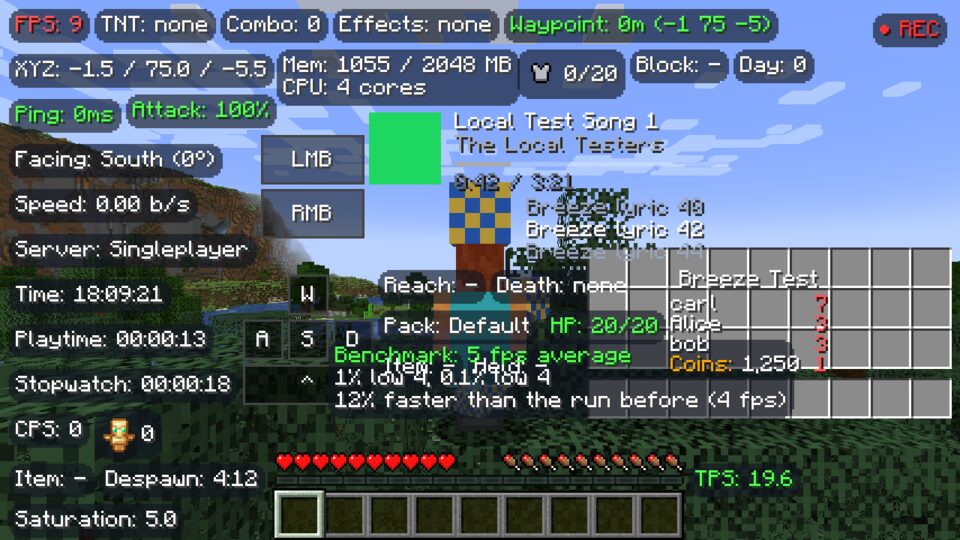 FPS: 9
TNT: none
Combo: 0
Effects: none
Waypoint: 0m (-1 75 -5)
REC
XYZ: -1.5 / 75.0 / -5.5
Mem: 1055 / 2048 MB
CPU: 4 cores
0/20
Block: -
Day: 0
Ping: 0ms
Attack: 100%
Local Test Song 1
The Local Testers
0:42 / 3:21
Facing: South (0°)
LMB
Speed: 0.00 b/s
RMB
Breeze lyric 40
Breeze lyric 42
Breeze lyric 44
Server: Singleplayer
Breeze Test
Time: 18:09:21
W
Reach: -
Death: none
carl 7
Alice 3
bob 3
Coins: 1,250 1
Playtime: 00:00:13
A
S
D
Pack: Default
HP: 20/20
Benchmark: 5 fps average
Item: -
Held: -
1% low 4, 0.1% low 4
12% faster than the run before (4 fps)
Stopwatch: 00:00:18
^
CPS: 0
0
Item: -
Despawn: 4:12
TPS: 19.6
Saturation: 5.0